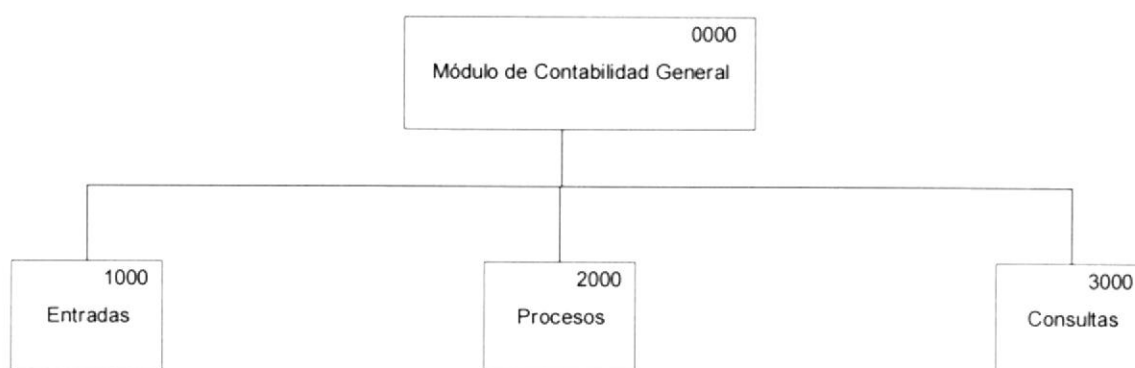 0000
Módulo de Contabilidad General
1000
Entradas
2000
Procesos
3000
Consultas